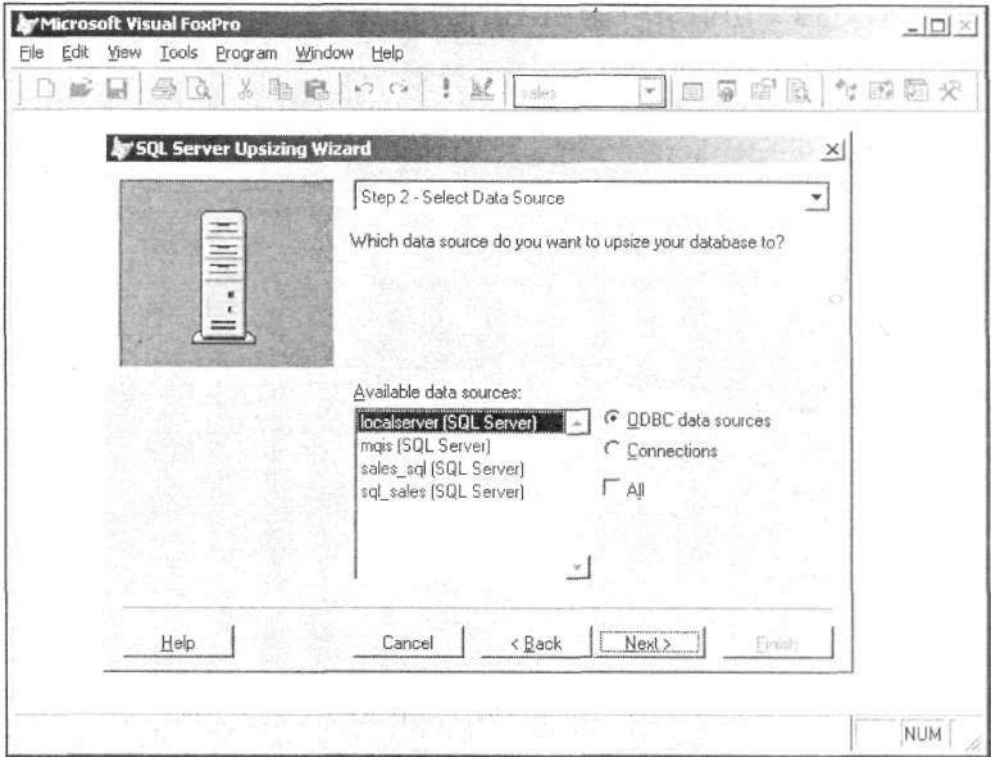 Microsoft Visual FoxPro
File Edit View Tools Program Window Help
sales
SQL Server Upsizing Wizard
Step 2 - Select Data Source
Which data source do you want to upsize your database to?
Available data sources:
localserver (SQL Server)
mqis (SQL Server)
sales_sql (SQL Server)
sql_sales (SQL Server)
ODBC data sources
Connections
All
Help Cancel < Back Next > Finish
NUM